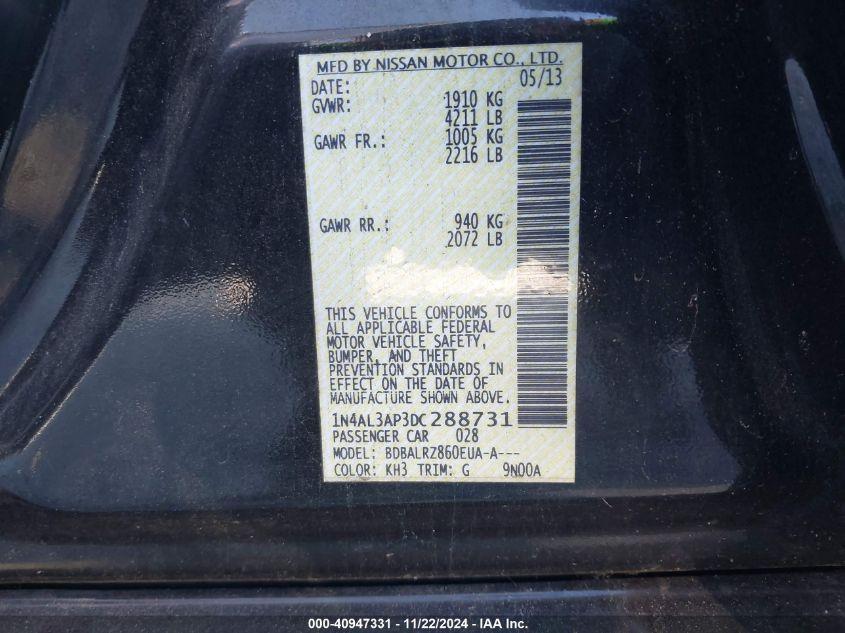 MFD BY NISSAN MOTOR CO., LTD.
DATE: 05/13
GVWR: 1910 KG
4211 LB
GAWR FR.: 1005 KG
2216 LB
GAWR RR.: 940 KG
2072 LB
THIS VEHICLE CONFORMS TO
ALL APPLICABLE FEDERAL
MOTOR VEHICLE SAFETY,
BUMPER, AND THEFT
PREVENTION STANDARDS IN
EFFECT ON THE DATE OF
MANUFACTURE SHOWN ABOVE.
1N4AL3AP3DC288731
PASSENGER CAR 028
MODEL: BDBALRZ860EUA-A---
COLOR: KH3 TRIM: G 9N00A
000-40947331 - 11/22/2024 - IAA Inc.